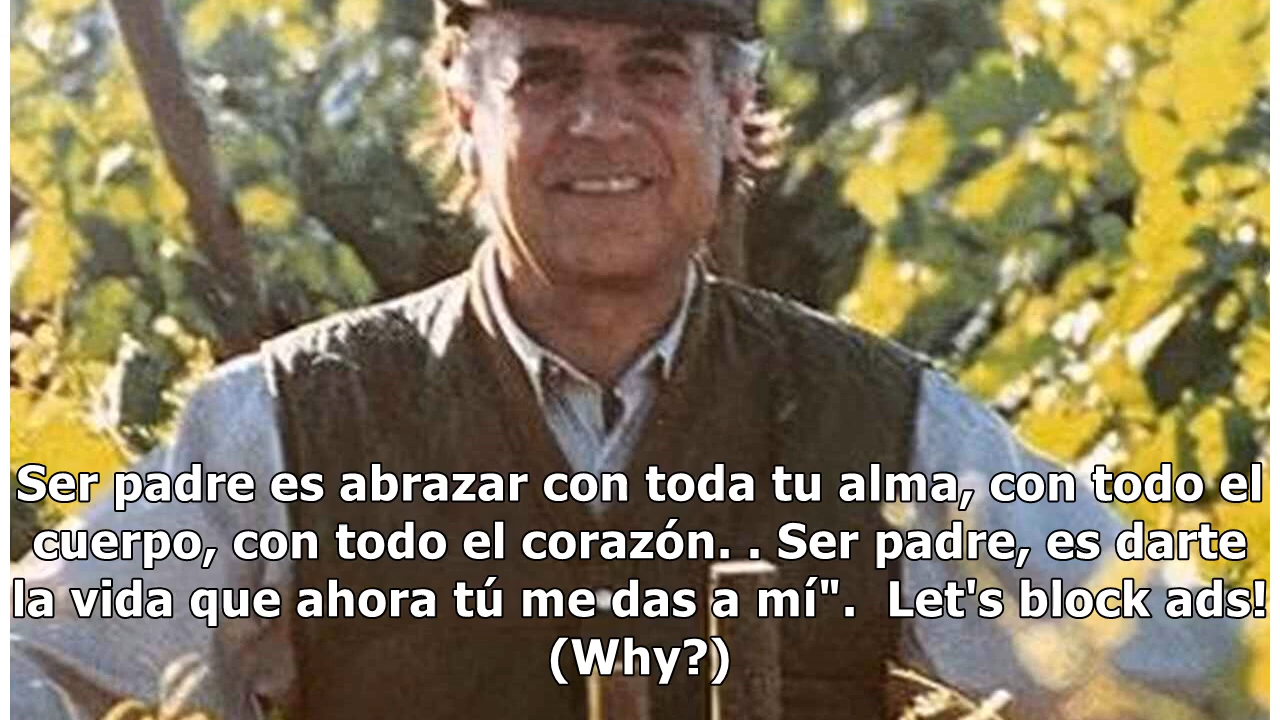 Ser padre es abrazar con toda tu alma, con todo el
cuerpo, con todo el corazón. . Ser padre, es darte
la vida que ahora tú me das a mí".  Let's block ads!
(Why?)